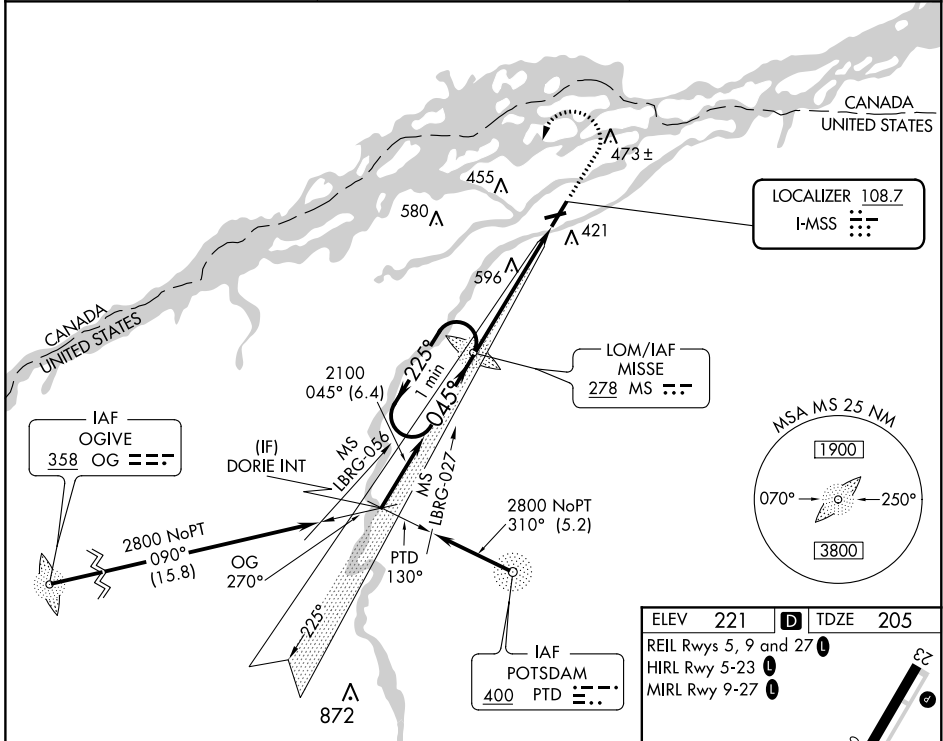 CANADA
UNITED STATES
473 ±
455
580
421
596
LOCALIZER 108.7
I-MSS
CANADA
UNITED STATES
LOM/IAF
MISSE
278 MS
225°
1 min
045°
2100
045° (6.4)
MSA MS 25 NM
1900
070°
250°
3800
IAF
OGIVE
358 OG
(IF)
DORIE INT
MS
LBRG-056
MS
LBRG-027
2800 NoPT
090°
(15.8)
OG
270°
PTD
130°
2800 NoPT
310° (5.2)
225°
872
IAF
POTSDAM
400 PTD
ELEV 221 D TDZE 205
REIL Rwys 5, 9 and 27 L
HIRL Rwy 5-23 L
MIRL Rwy 9-27 L
23